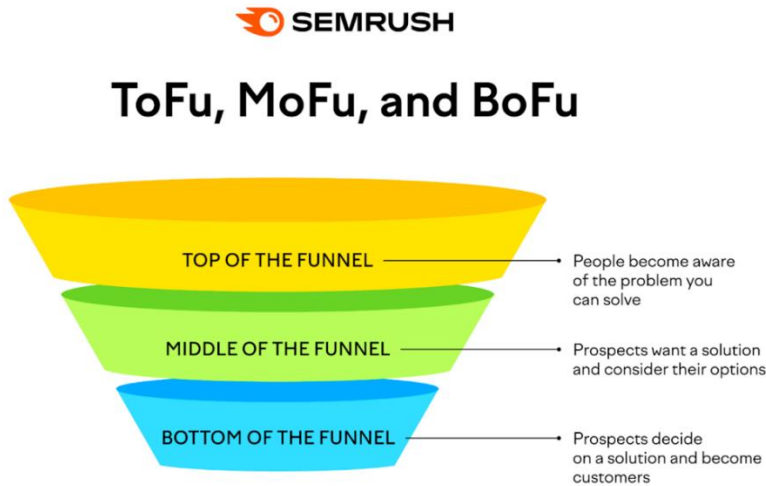 SEMRUSH
ToFu, MoFu, and BoFu
TOP OF THE FUNNEL
People become aware
of the problem you
can solve
MIDDLE OF THE FUNNEL
Prospects want a solution
and consider their options
BOTTOM OF THE FUNNEL
Prospects decide
on a solution and become
customers